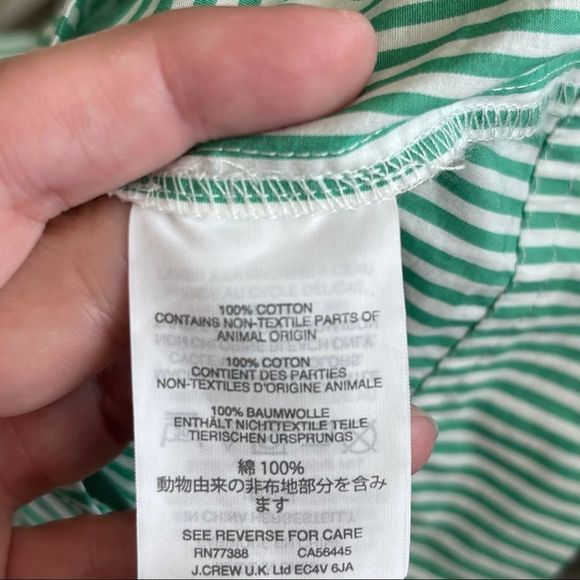 100% COTTON
CONTAINS NON-TEXTILE PARTS OF
ANIMAL ORIGIN
100% COTON
CONTIENT DES PARTIES
NON-TEXTILES D'ORIGINE ANIMALE
100% BAUMWOLLE
ENTHÄLT NICHTTEXTILE TEILE
TIERISCHEN URSPRUNGS
綿 100%
動物由来の非布地部分を含み
ます
SEE REVERSE FOR CARE
RN77388 CA56445
J.CREW U.K. Ltd EC4V 6JA